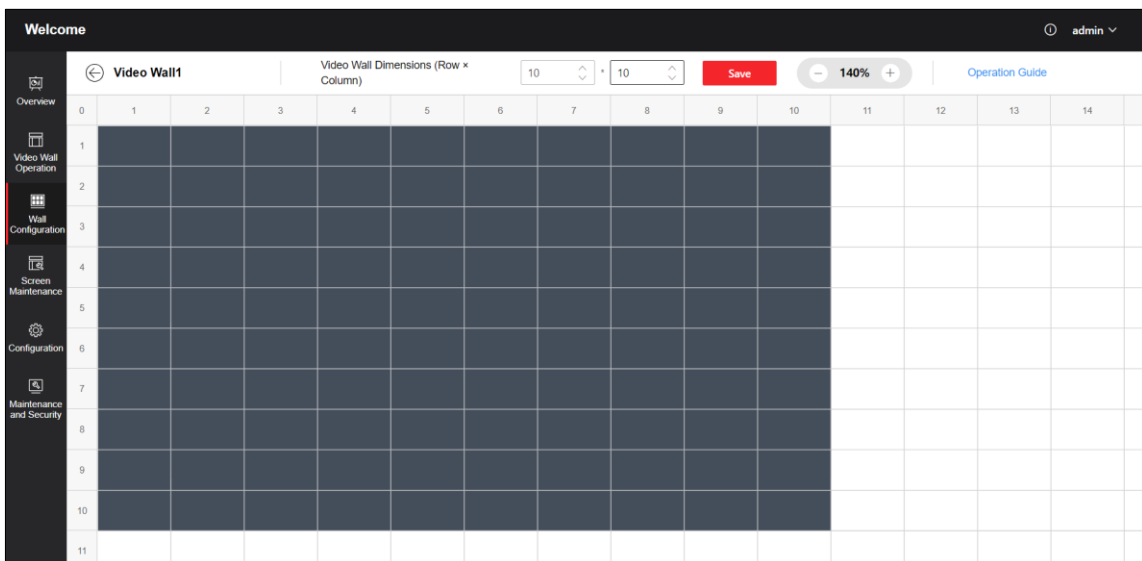 Welcome
admin
Video Wall1
Video Wall Dimensions (Row ×
Column)
10 * 10
Save
− 140% +
Operation Guide
Overview
Video Wall
Operation
Wall
Configuration
Screen
Maintenance
Configuration
Maintenance
and Security
0 1 2 3 4 5 6 7 8 9 10 11 12 13 14
1
2
3
4
5
6
7
8
9
10
11